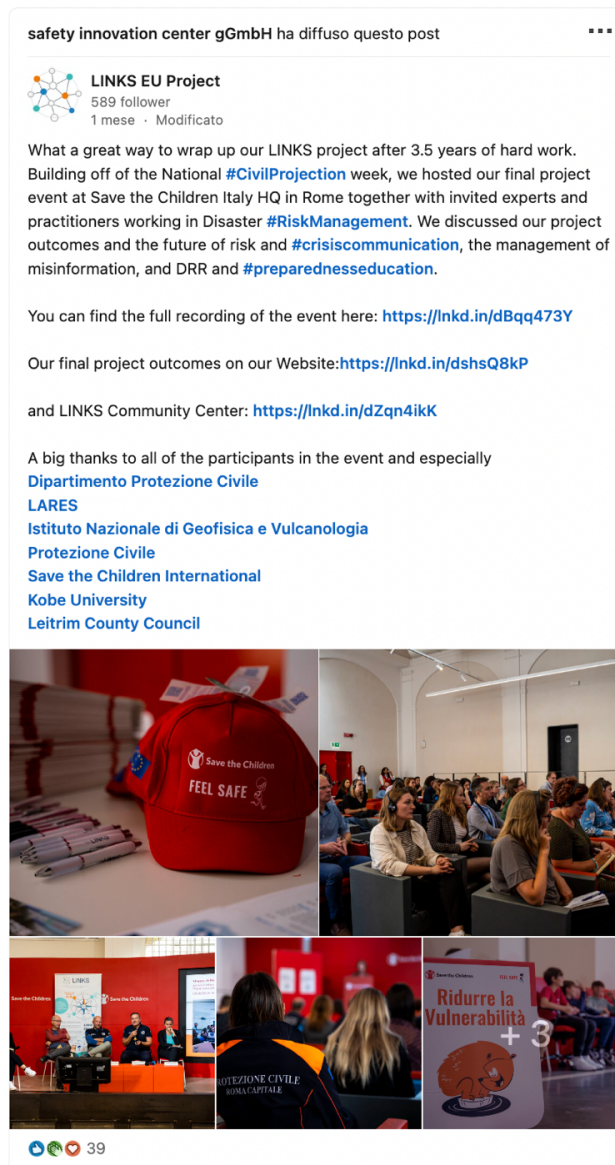 safety innovation center gGmbH ha diffuso questo post
LINKS EU Project
589 follower
1 mese · Modificato
What a great way to wrap up our LINKS project after 3.5 years of hard work.
Building off of the National #CivilProjection week, we hosted our final project
event at Save the Children Italy HQ in Rome together with invited experts and
practitioners working in Disaster #RiskManagement. We discussed our project
outcomes and the future of risk and #crisiscommunication, the management of
misinformation, and DRR and #preparednesseducation.
You can find the full recording of the event here: https://lnkd.in/dBqq473Y
Our final project outcomes on our Website:https://lnkd.in/dshsQ8kP
and LINKS Community Center: https://lnkd.in/dZqn4ikK
A big thanks to all of the participants in the event and especially
Dipartimento Protezione Civile
LARES
Istituto Nazionale di Geofisica e Vulcanologia
Protezione Civile
Save the Children International
Kobe University
Leitrim County Council
Save the Children
FEEL SAFE
LINKS
Save the Children
Save the Children
ROTEZIONE CIVILE
ROMA CAPITALE
Save the Children
Ridurre la
Vulnerabilità
+ 3
39